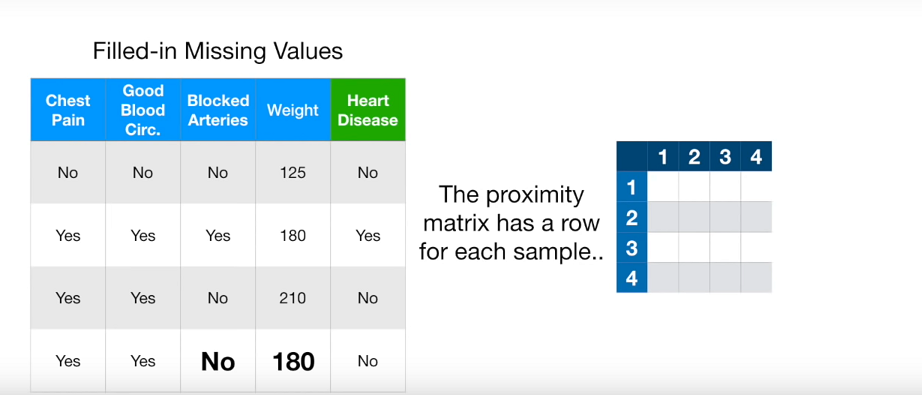 Filled-in Missing Values
Chest Pain Good Blood Circ. Blocked Arteries Weight Heart Disease
No No No 125 No
Yes Yes Yes 180 Yes
Yes Yes No 210 No
Yes Yes No 180 No
The proximity
matrix has a row
for each sample..
1 2 3 4
1
2
3
4